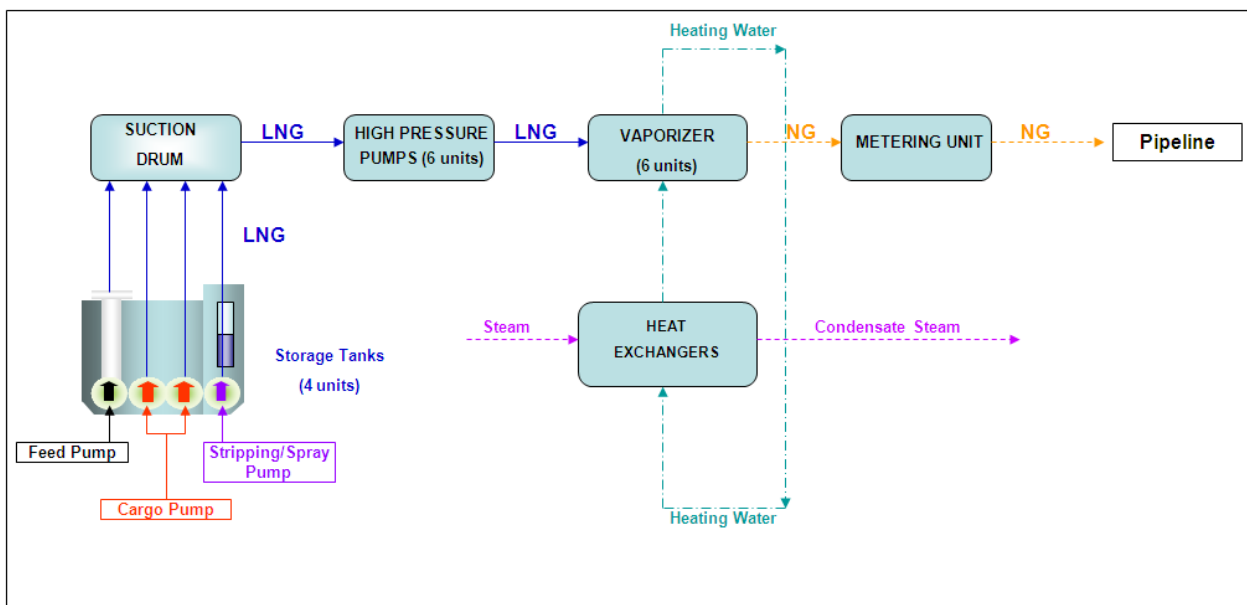 Heating Water
SUCTION
DRUM
LNG
HIGH PRESSURE
PUMPS (6 units)
LNG
VAPORIZER
(6 units)
NG
METERING UNIT
NG
Pipeline
LNG
Steam
HEAT
EXCHANGERS
Condensate Steam
Storage Tanks
(4 units)
Feed Pump
Stripping/Spray
Pump
Cargo Pump
Heating Water